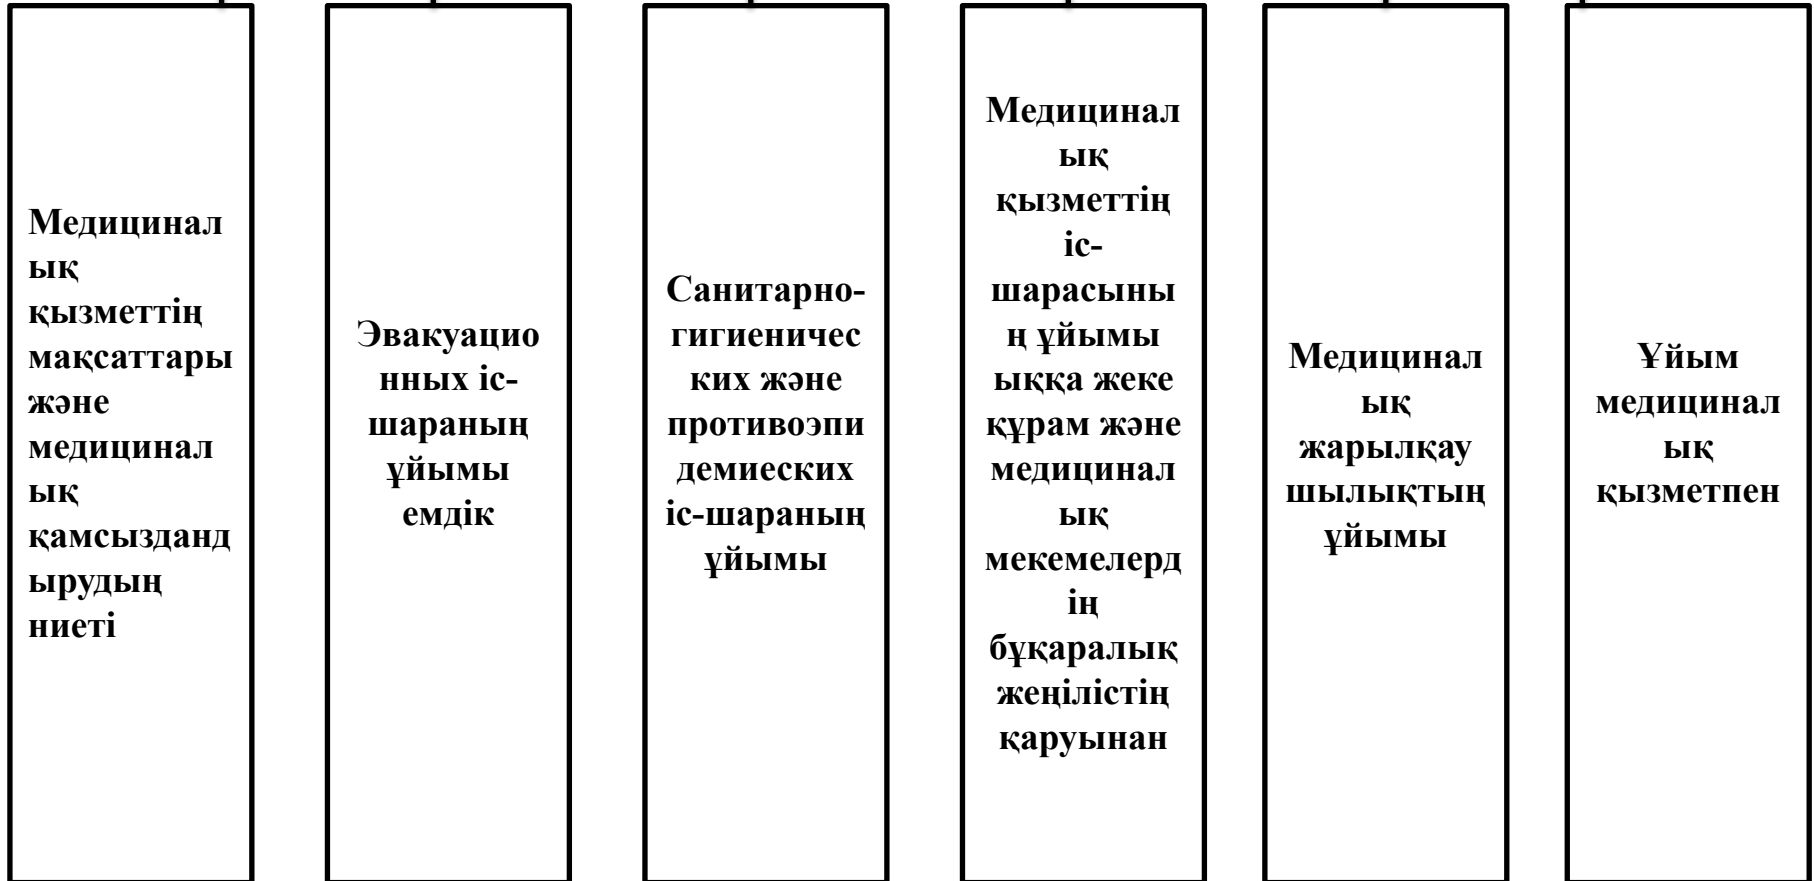 Медицинал
ық
қызметтің
мақсаттары
және
медицинал
ық
қамсызданд
ырудың
ниеті
Эвакуацио
нных іс-
шараның
ұйымы
емдік
Санитарно-
гигиеничес
ких және
противоэпи
демиеских
іс-шараның
ұйымы
Медицинал
ық
қызметтің
іс-
шарасыны
ң ұйымы
ыққа жеке
құрам және
медицинал
ық
мекемелерд
ің
бұқаралық
жеңілістің
қаруынан
Медицинал
ық
жарылқау
шылықтың
ұйымы
Ұйым
медицинал
ық
қызметпен